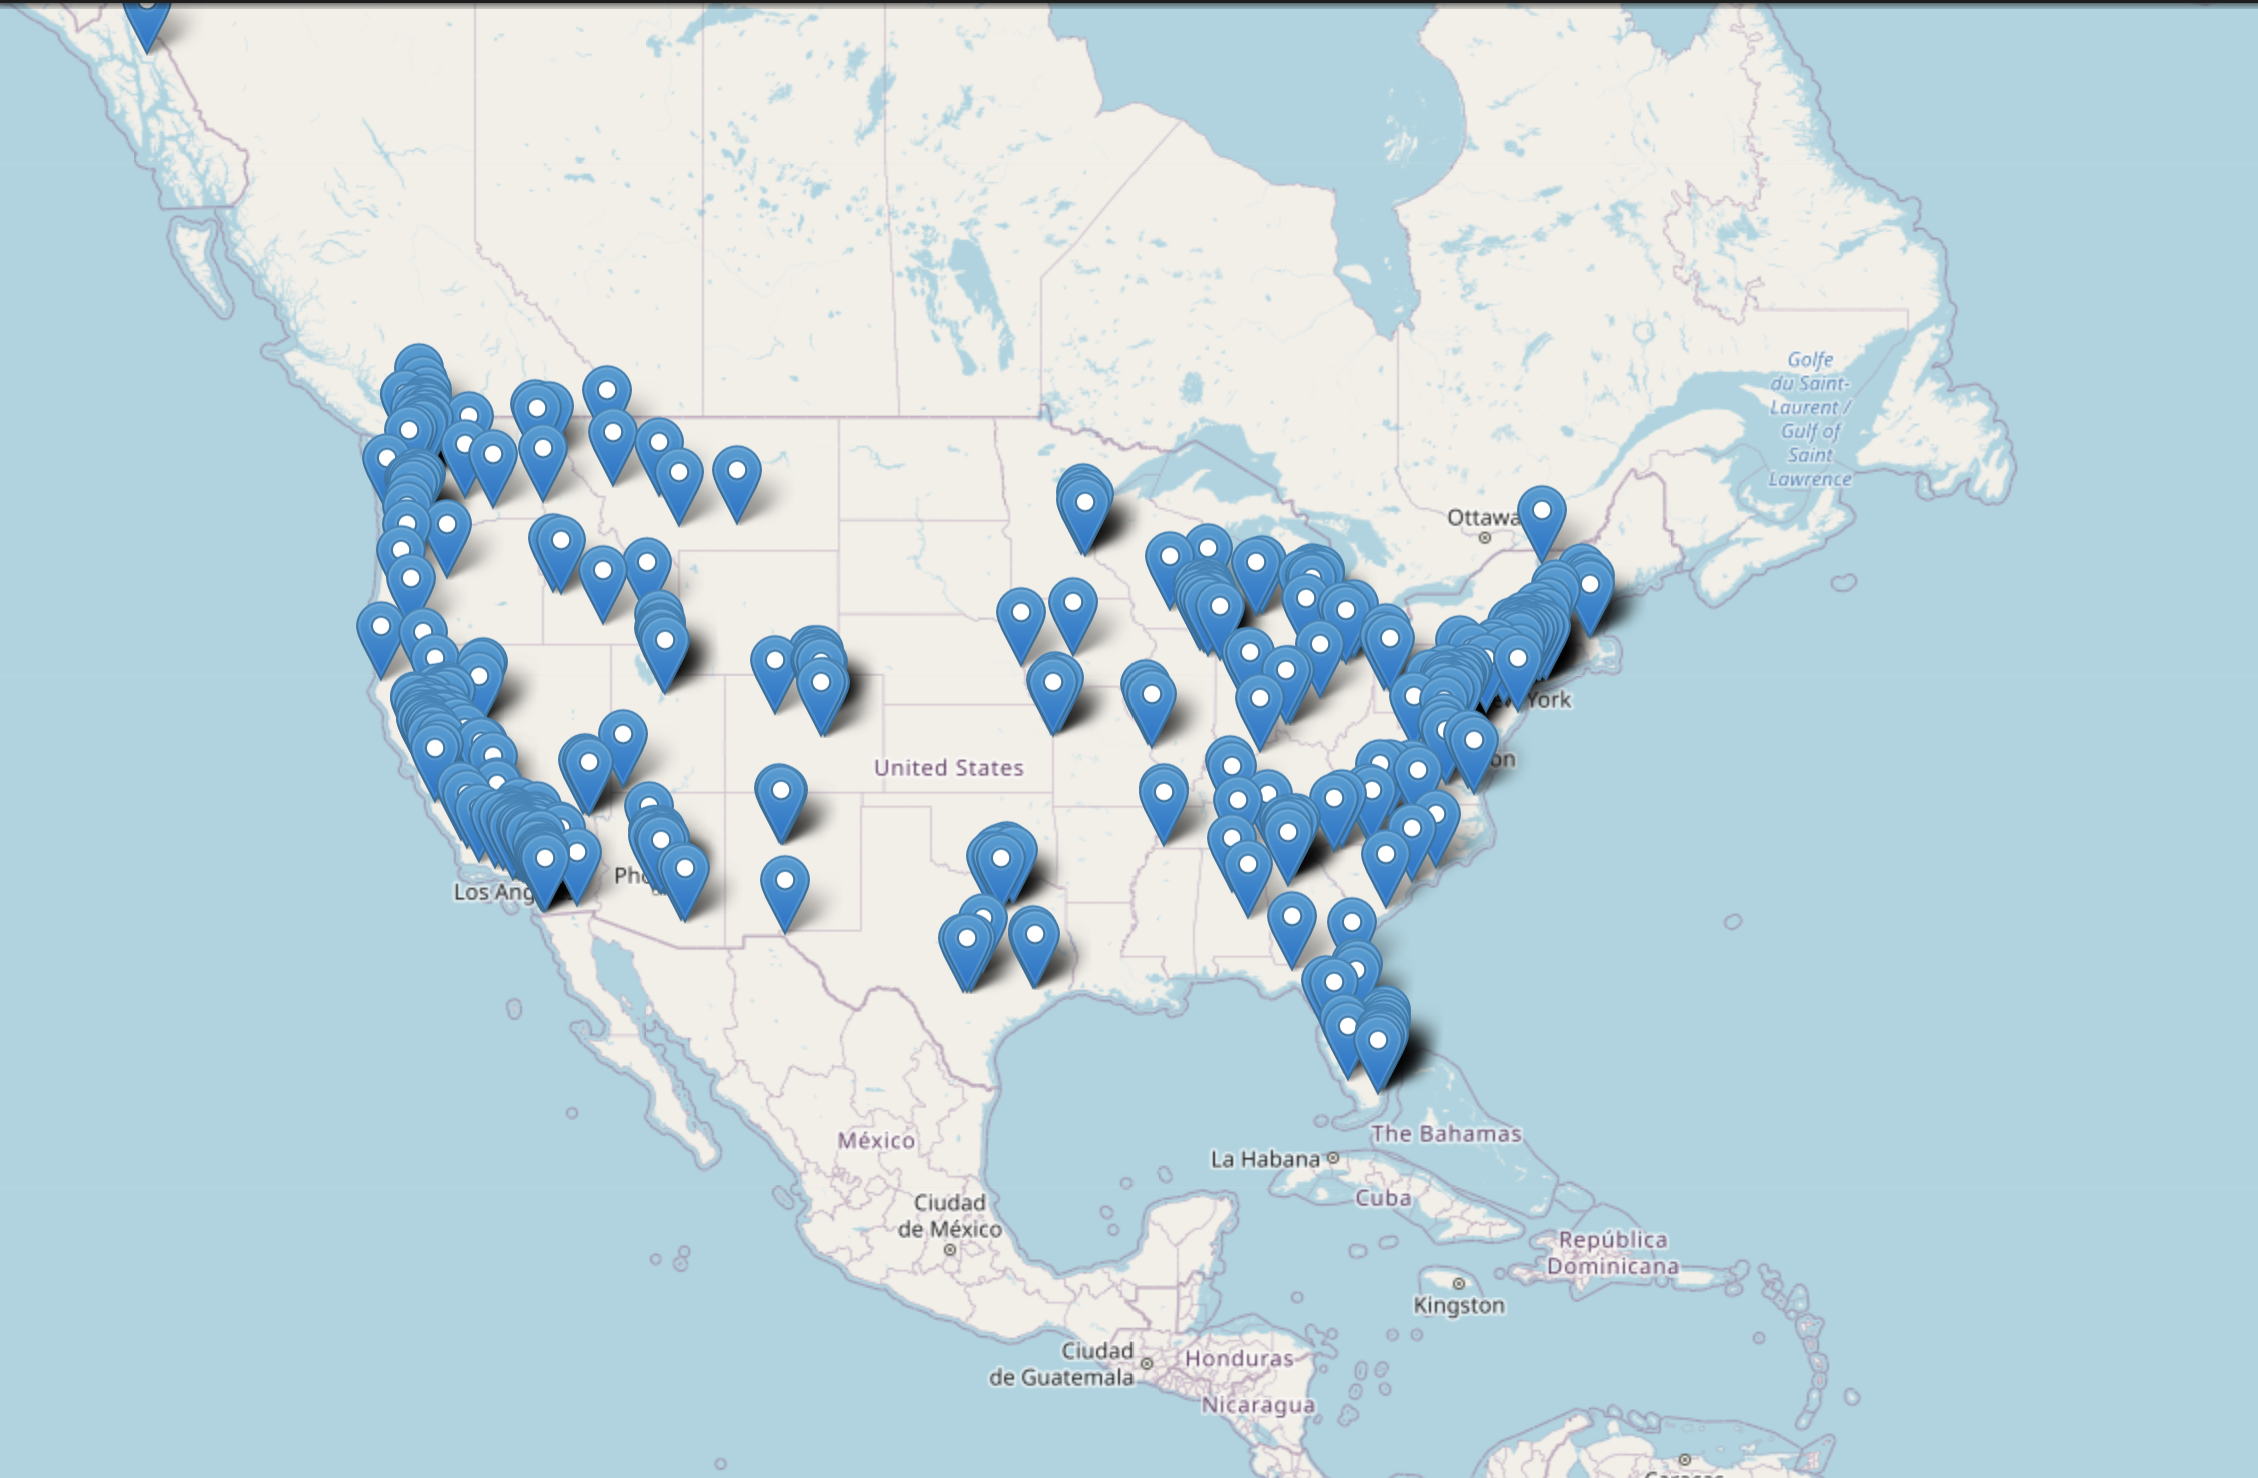 Golfe
du Saint-
Laurent /
Gulf of
Saint
Lawrence
Ottawa
York
United States
Los Ang
Pho
on
México
The Bahamas
La Habana
Cuba
Ciudad
de México
República
Dominicana
Kingston
Ciudad
de Guatemala
Honduras
Nicaragua